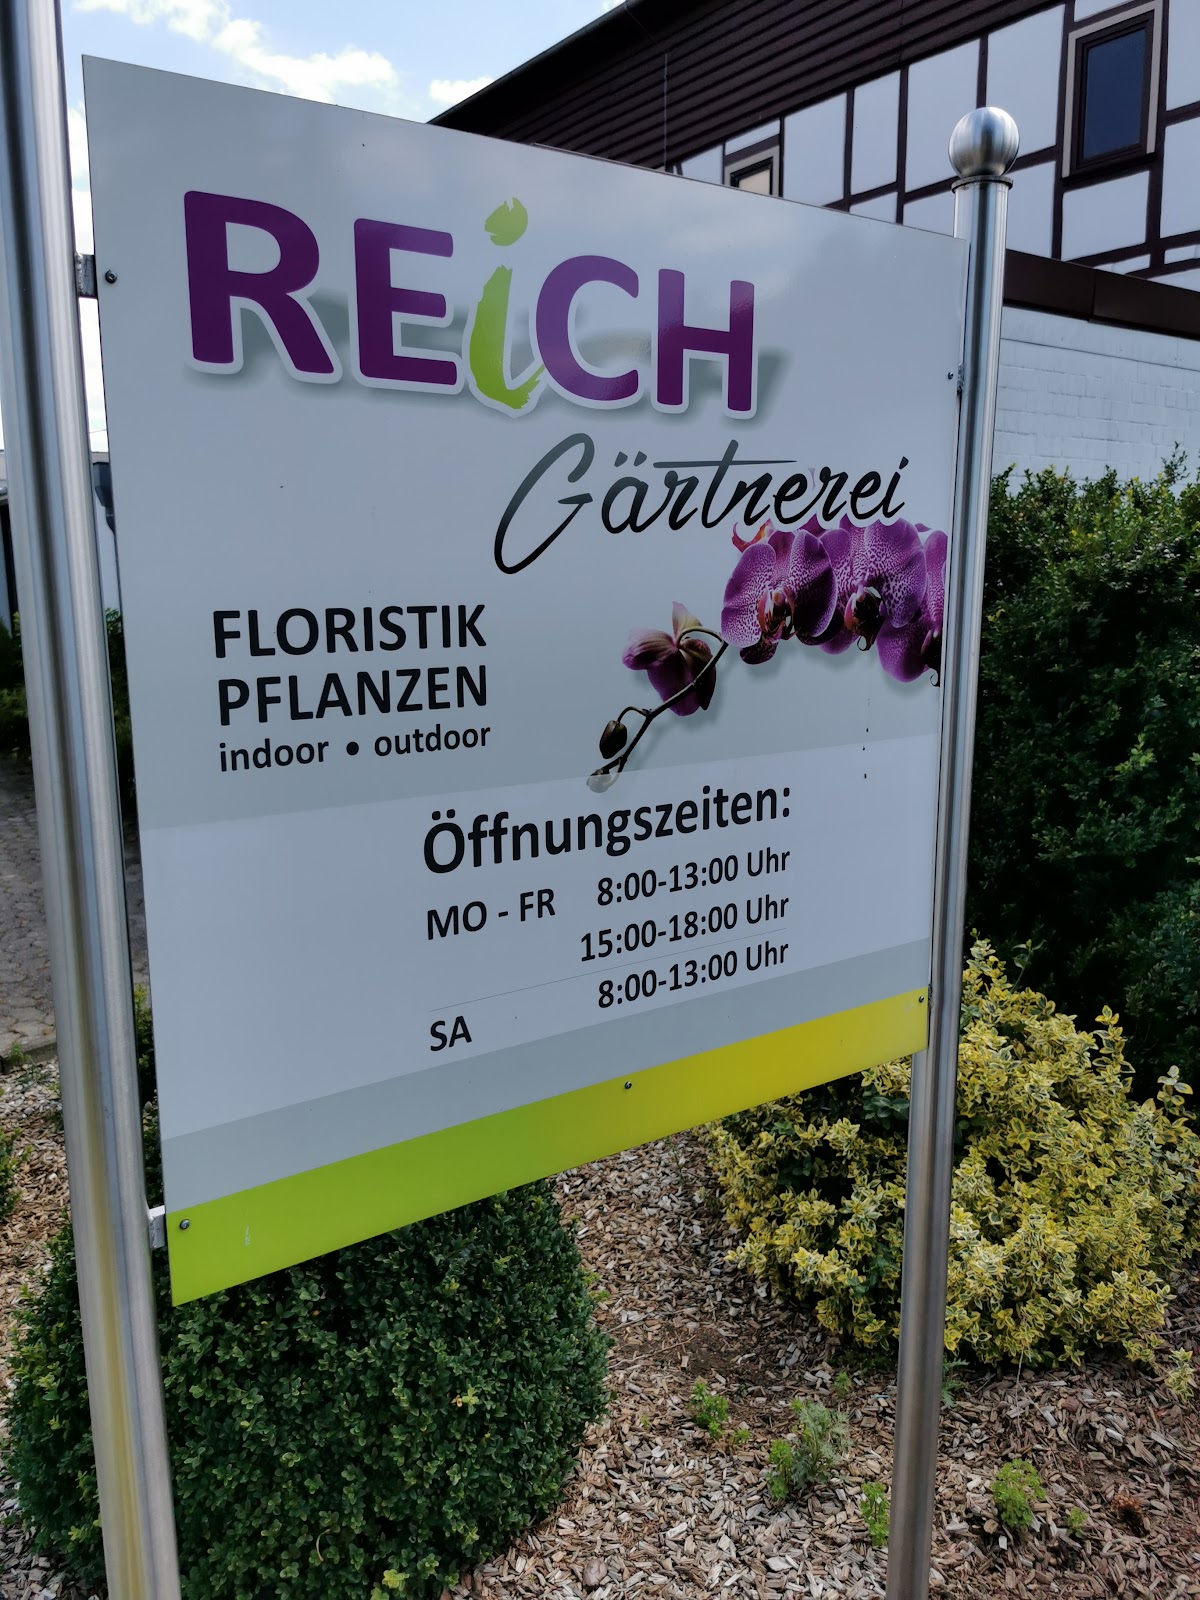 REiCH
Gärtnerei
FLORISTIK
PFLANZEN
indoor • outdoor
Öffnungszeiten:
MO - FR 8:00-13:00 Uhr
15:00-18:00 Uhr
SA 8:00-13:00 Uhr